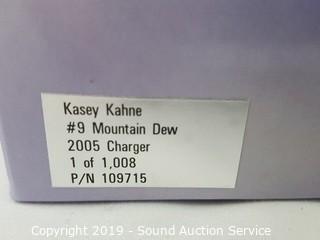 Kasey Kahne
#9 Mountain Dew
2005 Charger
1 of 1,008
P/N 109715
Copyright 2019 - Sound Auction Service